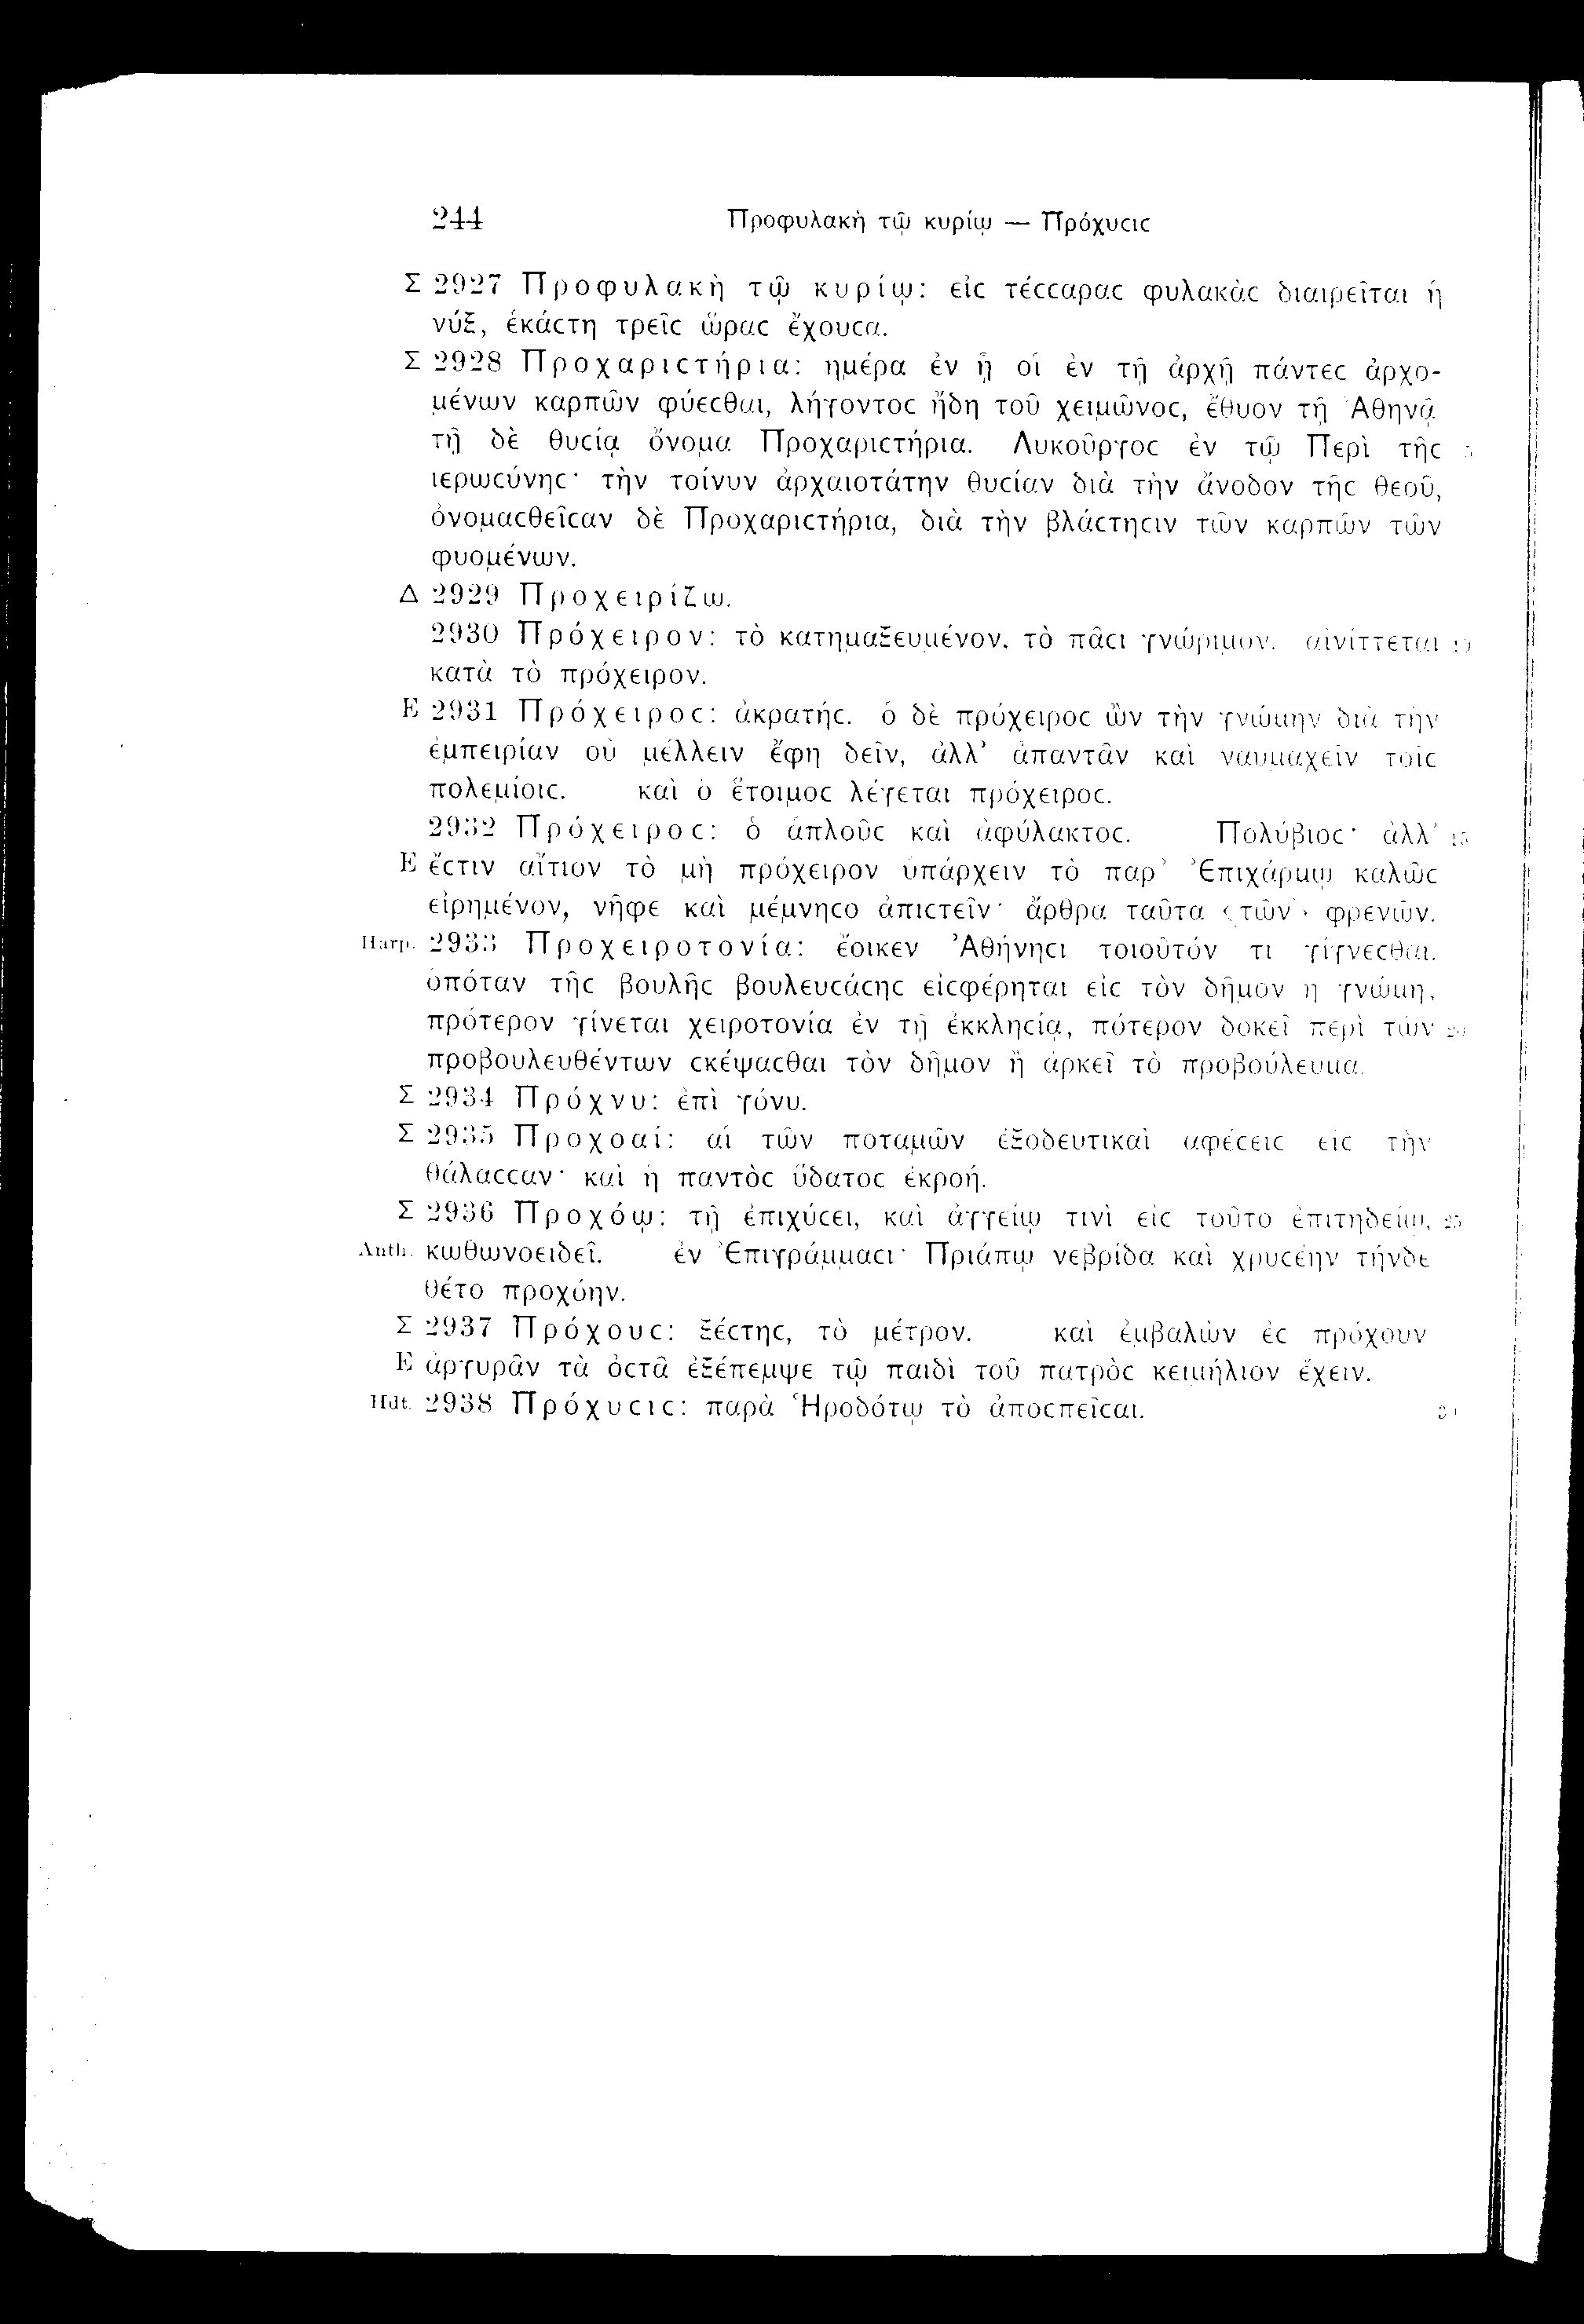 244 Προφυλακὴ τῷ κυρίῳ — Πρόχυϲιϲ
Σ 2927 Προφυλακὴ τῷ κυρίῳ: εἰϲ τέϲϲαραϲ φυλακὰϲ διαιρεῖται ἡ
νύξ, ἑκάϲτη τρεῖϲ ὥραϲ ἔχουϲα.
Σ 2928 Προχαριϲτήρια: ημέρα ἐν ᾗ οἱ ἐν τῇ ἀρχῇ πάντεϲ ἀρχο-
μένων καρπῶν φύεϲθαι, λήγοντοϲ ἤδη τοῦ χειμῶνοϲ, ἔθυον τῇ Ἀθηνᾷ
τῇ δὲ θυϲίᾳ ὄνομα Προχαριϲτήρια. Λυκοῦργοϲ ἐν τῷ Περὶ τῆϲ 5
ιερωϲύνηϲ· τὴν τοίνυν ἀρχαιοτάτην θυϲίαν διὰ τὴν ἄνοδον τῆϲ θεοῦ,
ὀνομαϲθεῖϲαν δὲ Προχαριϲτήρια, διὰ τὴν βλάϲτηϲιν τῶν καρπῶν τῶν
φυομένων.
Δ 2929 Προχειρίζω.
2930 Πρόχειρον: τὸ κατημαξευμένον. τὸ πᾶϲι γνώριμον. αἰνίττεται 10
κατὰ τὸ πρόχειρον.
E 2931 Πρόχειροϲ: ἀκρατήϲ. ὁ δὲ πρόχειροϲ ὢν τὴν γνώμην διὰ τὴν
ἐμπειρίαν οὐ μέλλειν ἔφη δεῖν, ἀλλ’ ἀπαντᾶν καὶ ναυμαχεῖν τοῖϲ
πολεμίοιϲ. καὶ ὁ ἕτοιμοϲ λέγεται πρόχειροϲ.
2932 Πρόχειροϲ: ὁ ἁπλοῦϲ καὶ ἀφύλακτοϲ. Πολύβιοϲ· ἀλλ’ 15
E ἔϲτιν αἴτιον τὸ μὴ πρόχειρον ὑπάρχειν τὸ παρ’ Ἐπιχάρμῳ καλῶϲ
εἰρημένον, νῆφε καὶ μέμνηϲο ἀπιϲτεῖν· ἄρθρα ταῦτα <τῶν> φρενῶν.
Harp. 2933 Προχειροτονία: ἔοικεν Ἀθήνηϲι τοιοῦτόν τι γίγνεϲθαι.
ὁπόταν τῆϲ βουλῆϲ βουλευϲάϲηϲ εἰϲφέρηται εἰϲ τὸν δῆμον η γνώμη,
πρότερον γίνεται χειροτονία ἐν τῇ ἐκκληϲίᾳ, πότερον δοκεῖ περὶ τῶν 20
προβουλευθέντων ϲκέψαϲθαι τὸν δῆμον ἢ ἀρκεῖ τὸ προβούλευμα.
Σ 2934 Πρόχνυ: ἐπὶ γόνυ.
Σ 2935 Προχοαί: αἱ τῶν ποταμῶν ἐξοδευτικαὶ αφέϲειϲ εἰϲ τὴν
θάλαϲϲαν· καὶ ἡ παντὸϲ ὕδατοϲ ἐκροή.
Σ 2936 Προχόῳ: τῇ ἐπιχύϲει, καὶ ἀγγείῳ τινὶ εἰϲ τοῦτο ἐπιτηδείῳ, 25
Anth. κωθωνοειδεῖ. ἐν Ἐπιγράμμαϲι· Πριάπῳ νεβρίδα καὶ χρυϲέην τήνδε
θέτο προχόην.
Σ 2937 Πρόχουϲ: ξέϲτηϲ, τὸ μέτρον. καὶ ἐμβαλὼν ἐϲ πρόχουν
E ἀργυρᾶν τὰ ὀϲτᾶ ἐξέπεμψε τῷ παιδὶ τοῦ πατρὸϲ κειμήλιον ἔχειν.
Hdt. 2938 Πρόχυϲιϲ: παρὰ Ἡροδότῳ τὸ ἀποϲπεῖϲαι. 30